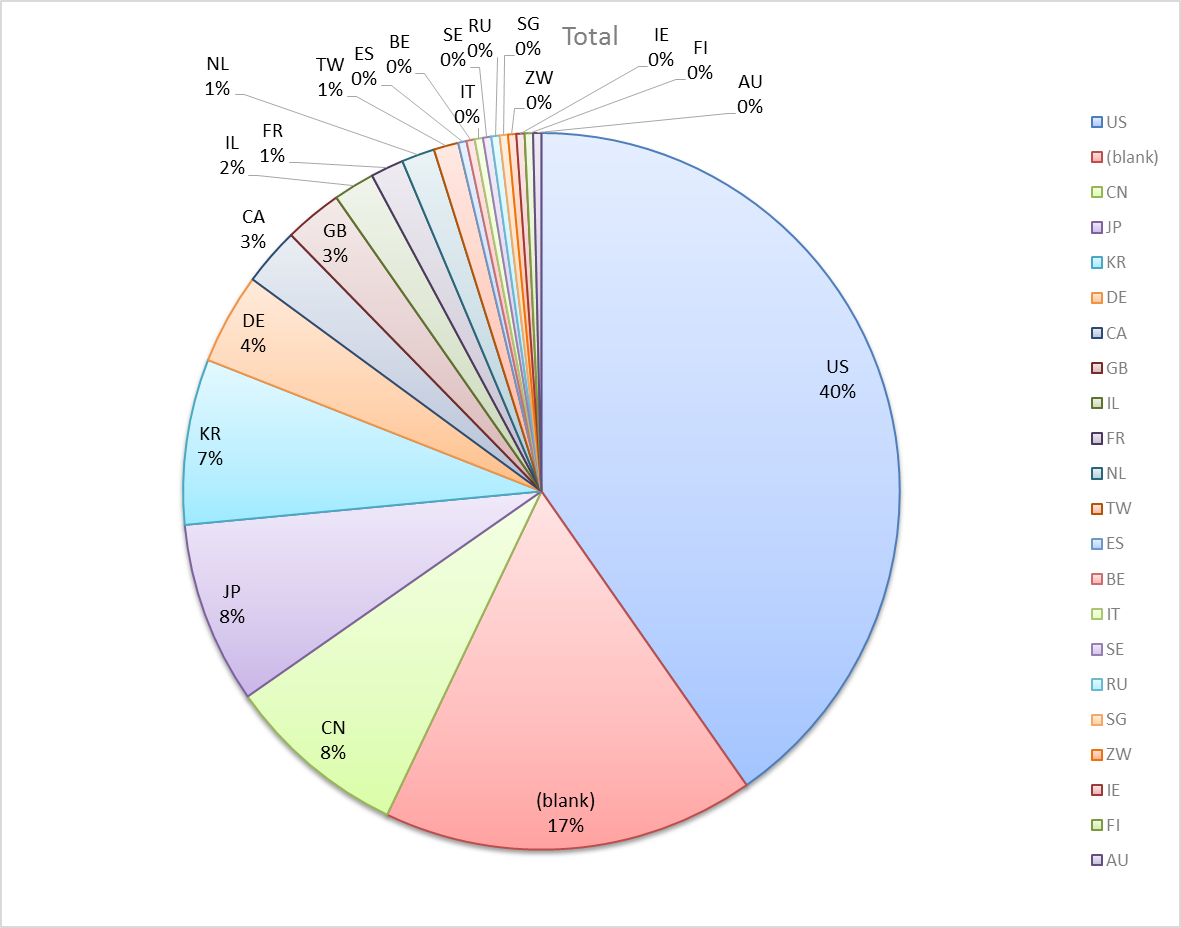 Total
US
40%
(blank)
17%
CN
8%
JP
8%
KR
7%
DE
4%
CA
3%
GB
3%
IL
2%
FR
1%
NL
1%
TW
1%
ES
0%
BE
0%
IT
0%
SE
0%
RU
0%
SG
0%
ZW
0%
IE
0%
FI
0%
AU
0%
US
(blank)
CN
JP
KR
DE
CA
GB
IL
FR
NL
TW
ES
BE
IT
SE
RU
SG
ZW
IE
FI
AU